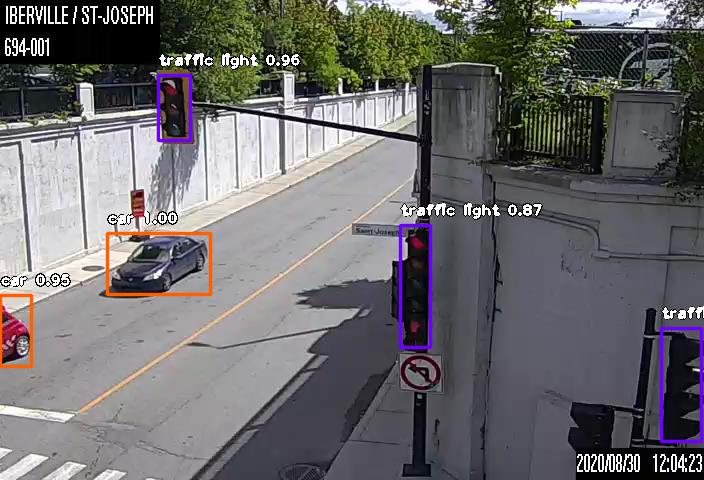 IBERVILLE / ST-JOSEPH
694-001
traffic light 0.96
car 1.00
traffic light 0.87
Saint-Joseph
car 0.95
traffi
2020/08/30 12:04:23